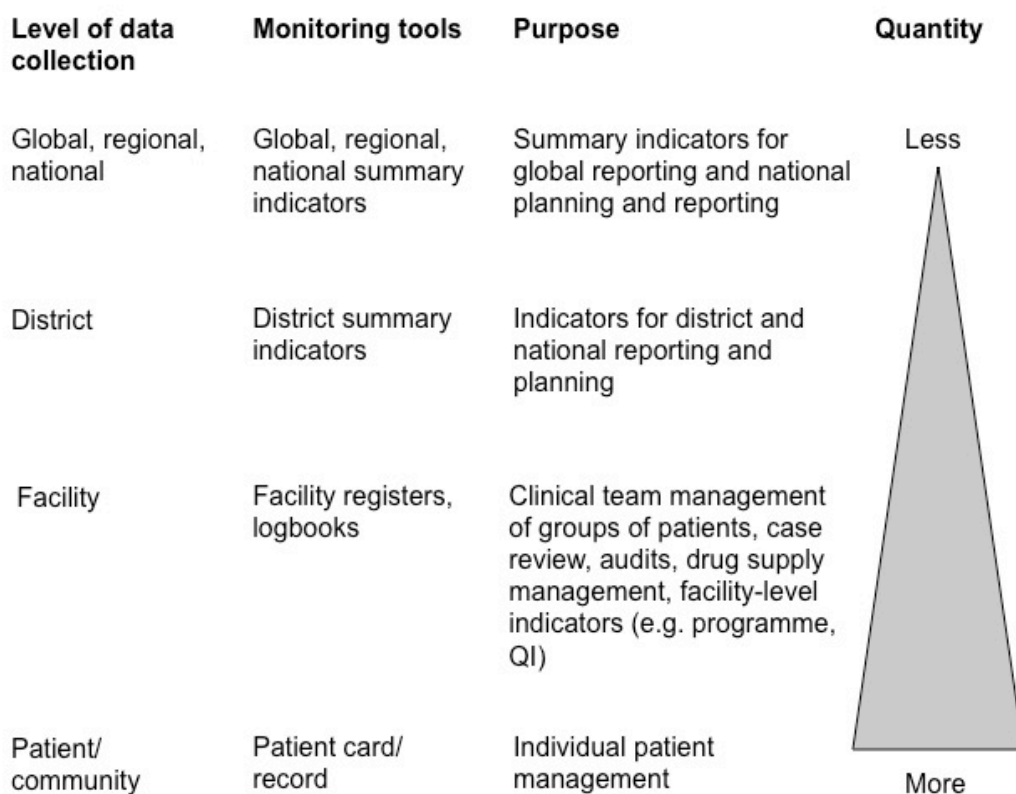 Level of data
collection
Monitoring tools
Purpose
Quantity
Global, regional,
national
Global, regional,
national summary
indicators
Summary indicators for
global reporting and national
planning and reporting
Less
District
District summary
indicators
Indicators for district and
national reporting and
planning
Facility
Facility registers,
logbooks
Clinical team management
of groups of patients, case
review, audits, drug supply
management, facility-level
indicators (e.g. programme,
QI)
Patient/
community
Patient card/
record
Individual patient
management
More